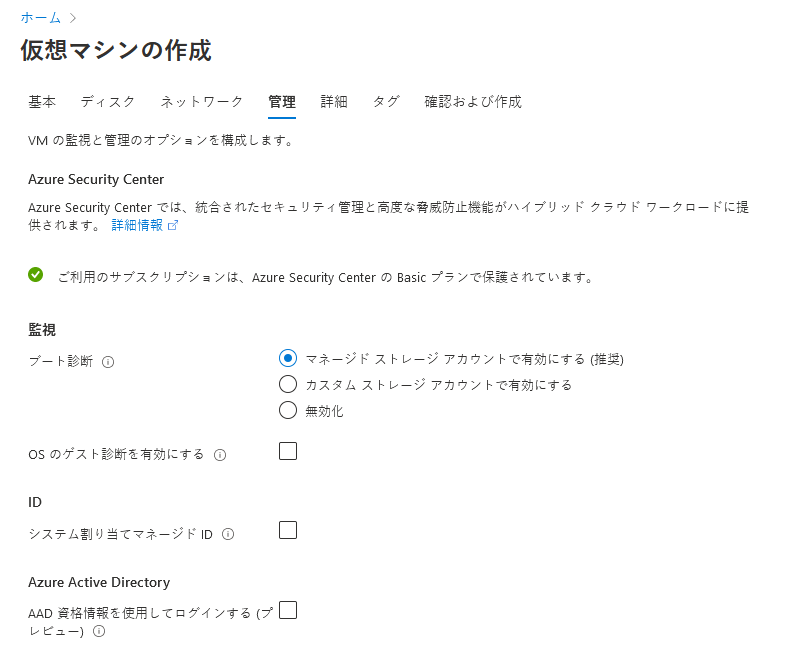 ホーム
仮想マシンの作成
基本 ディスク ネットワーク 管理 詳細 タグ 確認および作成
VM の監視と管理のオプションを構成します。
Azure Security Center
Azure Security Center では、統合されたセキュリティ管理と高度な脅威防止機能がハイブリッド クラウド ワークロードに提
供されます。 詳細情報
ご利用のサブスクリプションは、Azure Security Center の Basic プランで保護されています。
監視
ブート診断
マネージド ストレージ アカウントで有効にする (推奨)
カスタム ストレージ アカウントで有効にする
無効化
OS のゲスト診断を有効にする
ID
システム割り当てマネージド ID
Azure Active Directory
AAD 資格情報を使用してログインする (プ
レビュー)